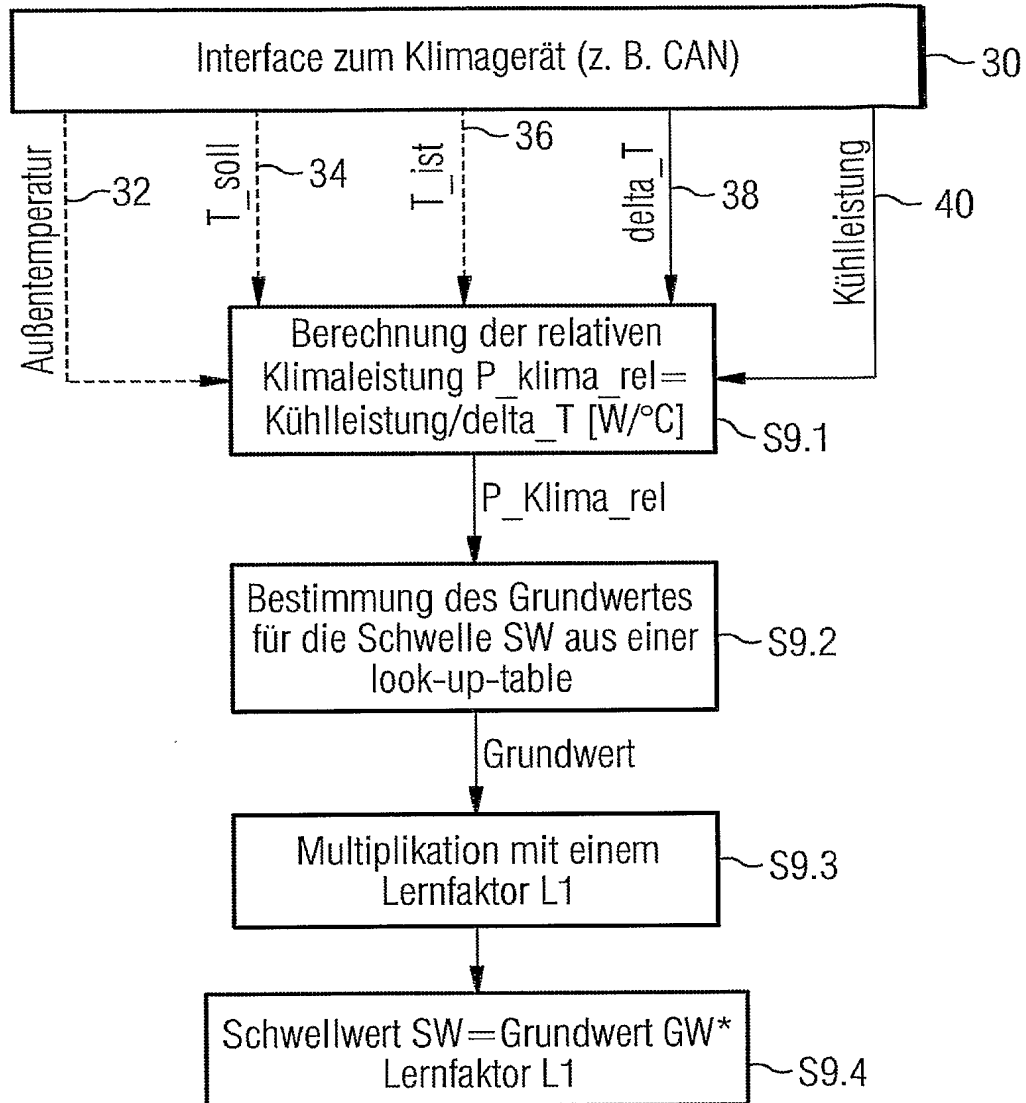 Interface zum Klimagerät (z. B. CAN)
30
Außentemperatur
32
T_soll
34
T_ist
36
delta_T
38
Kühlleistung
40
Berechnung der relativen
Klimaleistung P_klima_rel=
Kühlleistung/delta_T [W/°C]
S9.1
P_Klima_rel
Bestimmung des Grundwertes
für die Schwelle SW aus einer
look-up-table
S9.2
Grundwert
Multiplikation mit einem
Lernfaktor L1
S9.3
Schwellwert SW=Grundwert GW*
Lernfaktor L1
S9.4